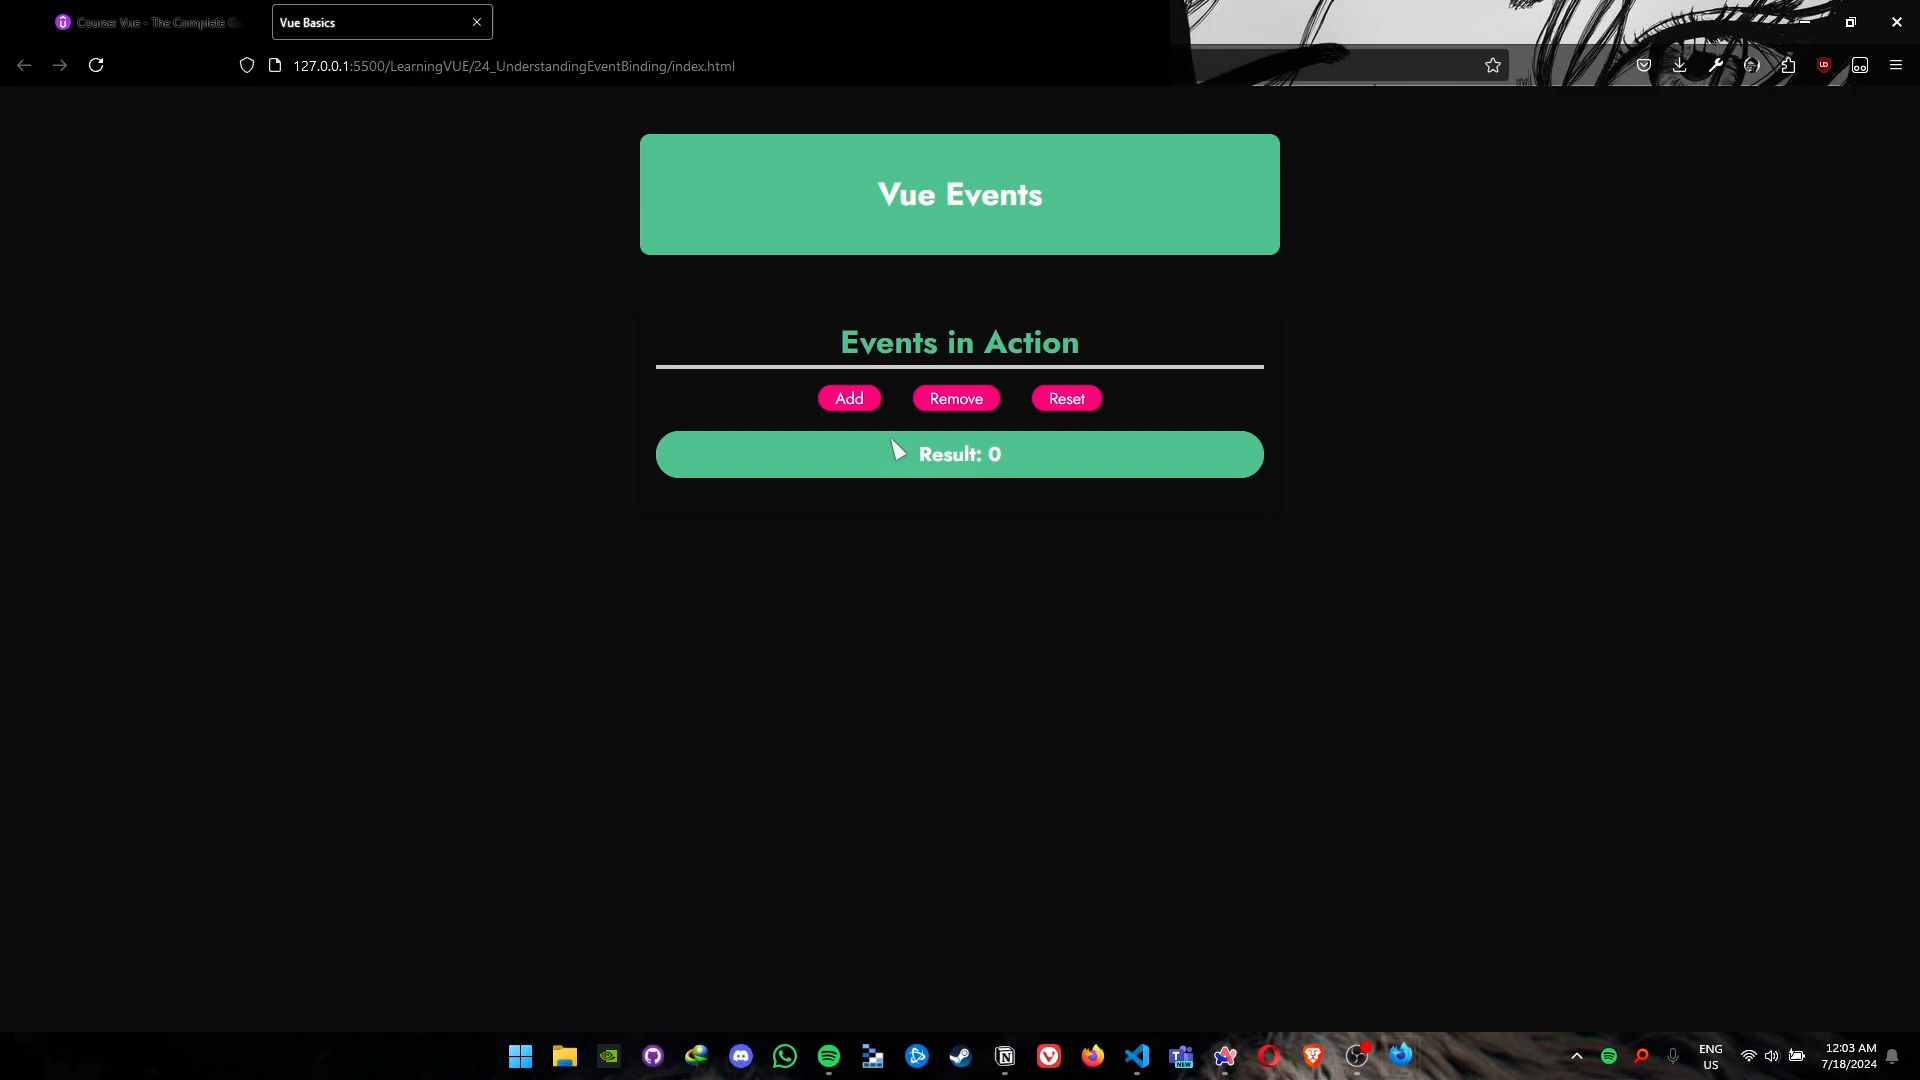 Course: Vue - The Complete G
Vue Basics
127.0.0.1:5500/LearningVUE/24_UnderstandingEventBinding/index.html
Vue Events
Events in Action
Add Remove Reset
Result: 0
ENG
US
12:03 AM
7/18/2024